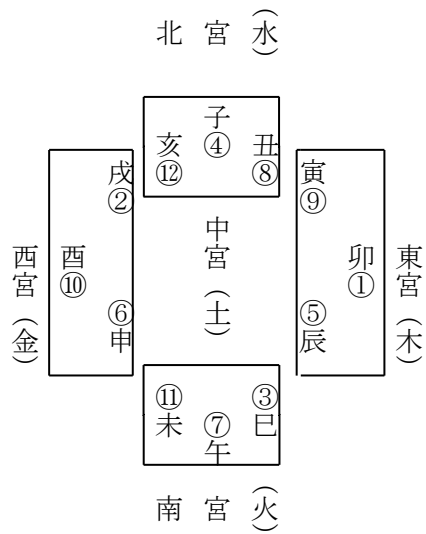 北宮(水)
子
④
亥
⑫
丑
⑧
戌
②
寅
⑨
西宮(金)
酉
⑩
中宮(土)
卯
①
東宮(木)
⑥
申
⑤
辰
⑪
未
⑦
午
③
巳
南宮(火)